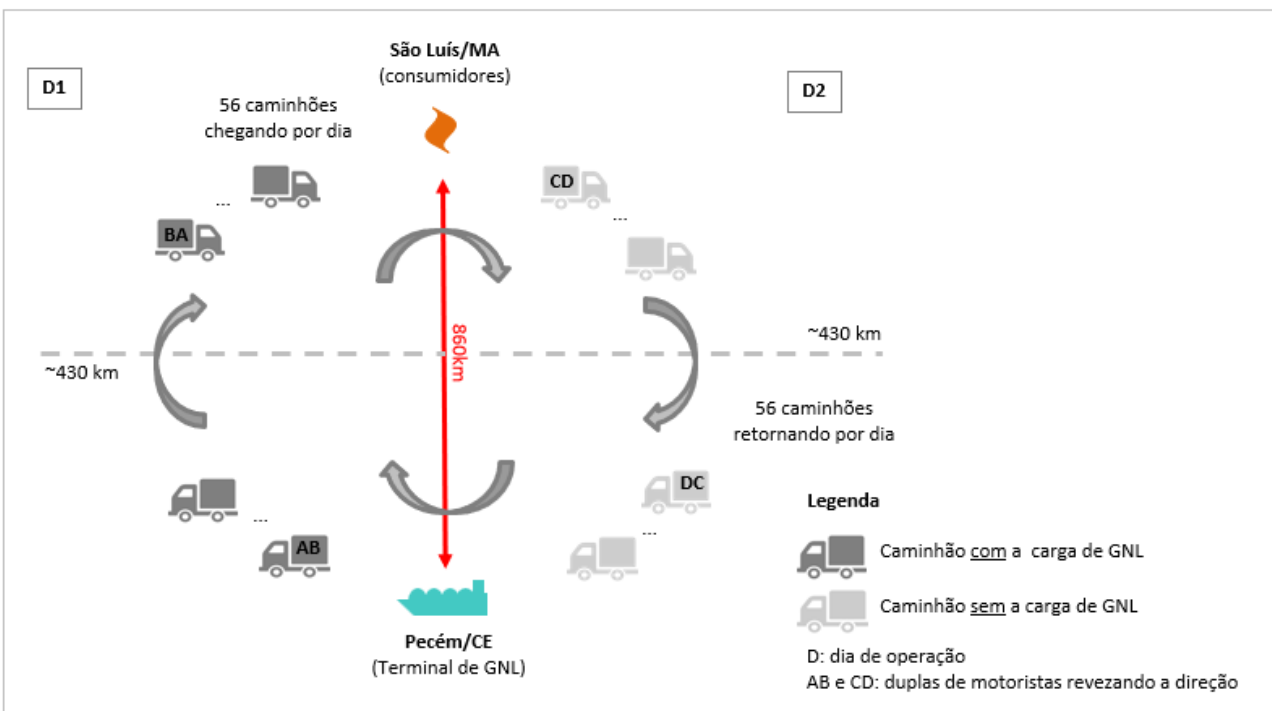 São Luís/MA
(consumidores)
D1
D2
56 caminhões
chegando por dia
CD
...
...
BA
860km
~430 km
~430 km
56 caminhões
retornando por dia
DC
...
...
AB
Legenda
Caminhão com a carga de GNL
Caminhão sem a carga de GNL
Pecém/CE
(Terminal de GNL)
D: dia de operação
AB e CD: duplas de motoristas revezando a direção